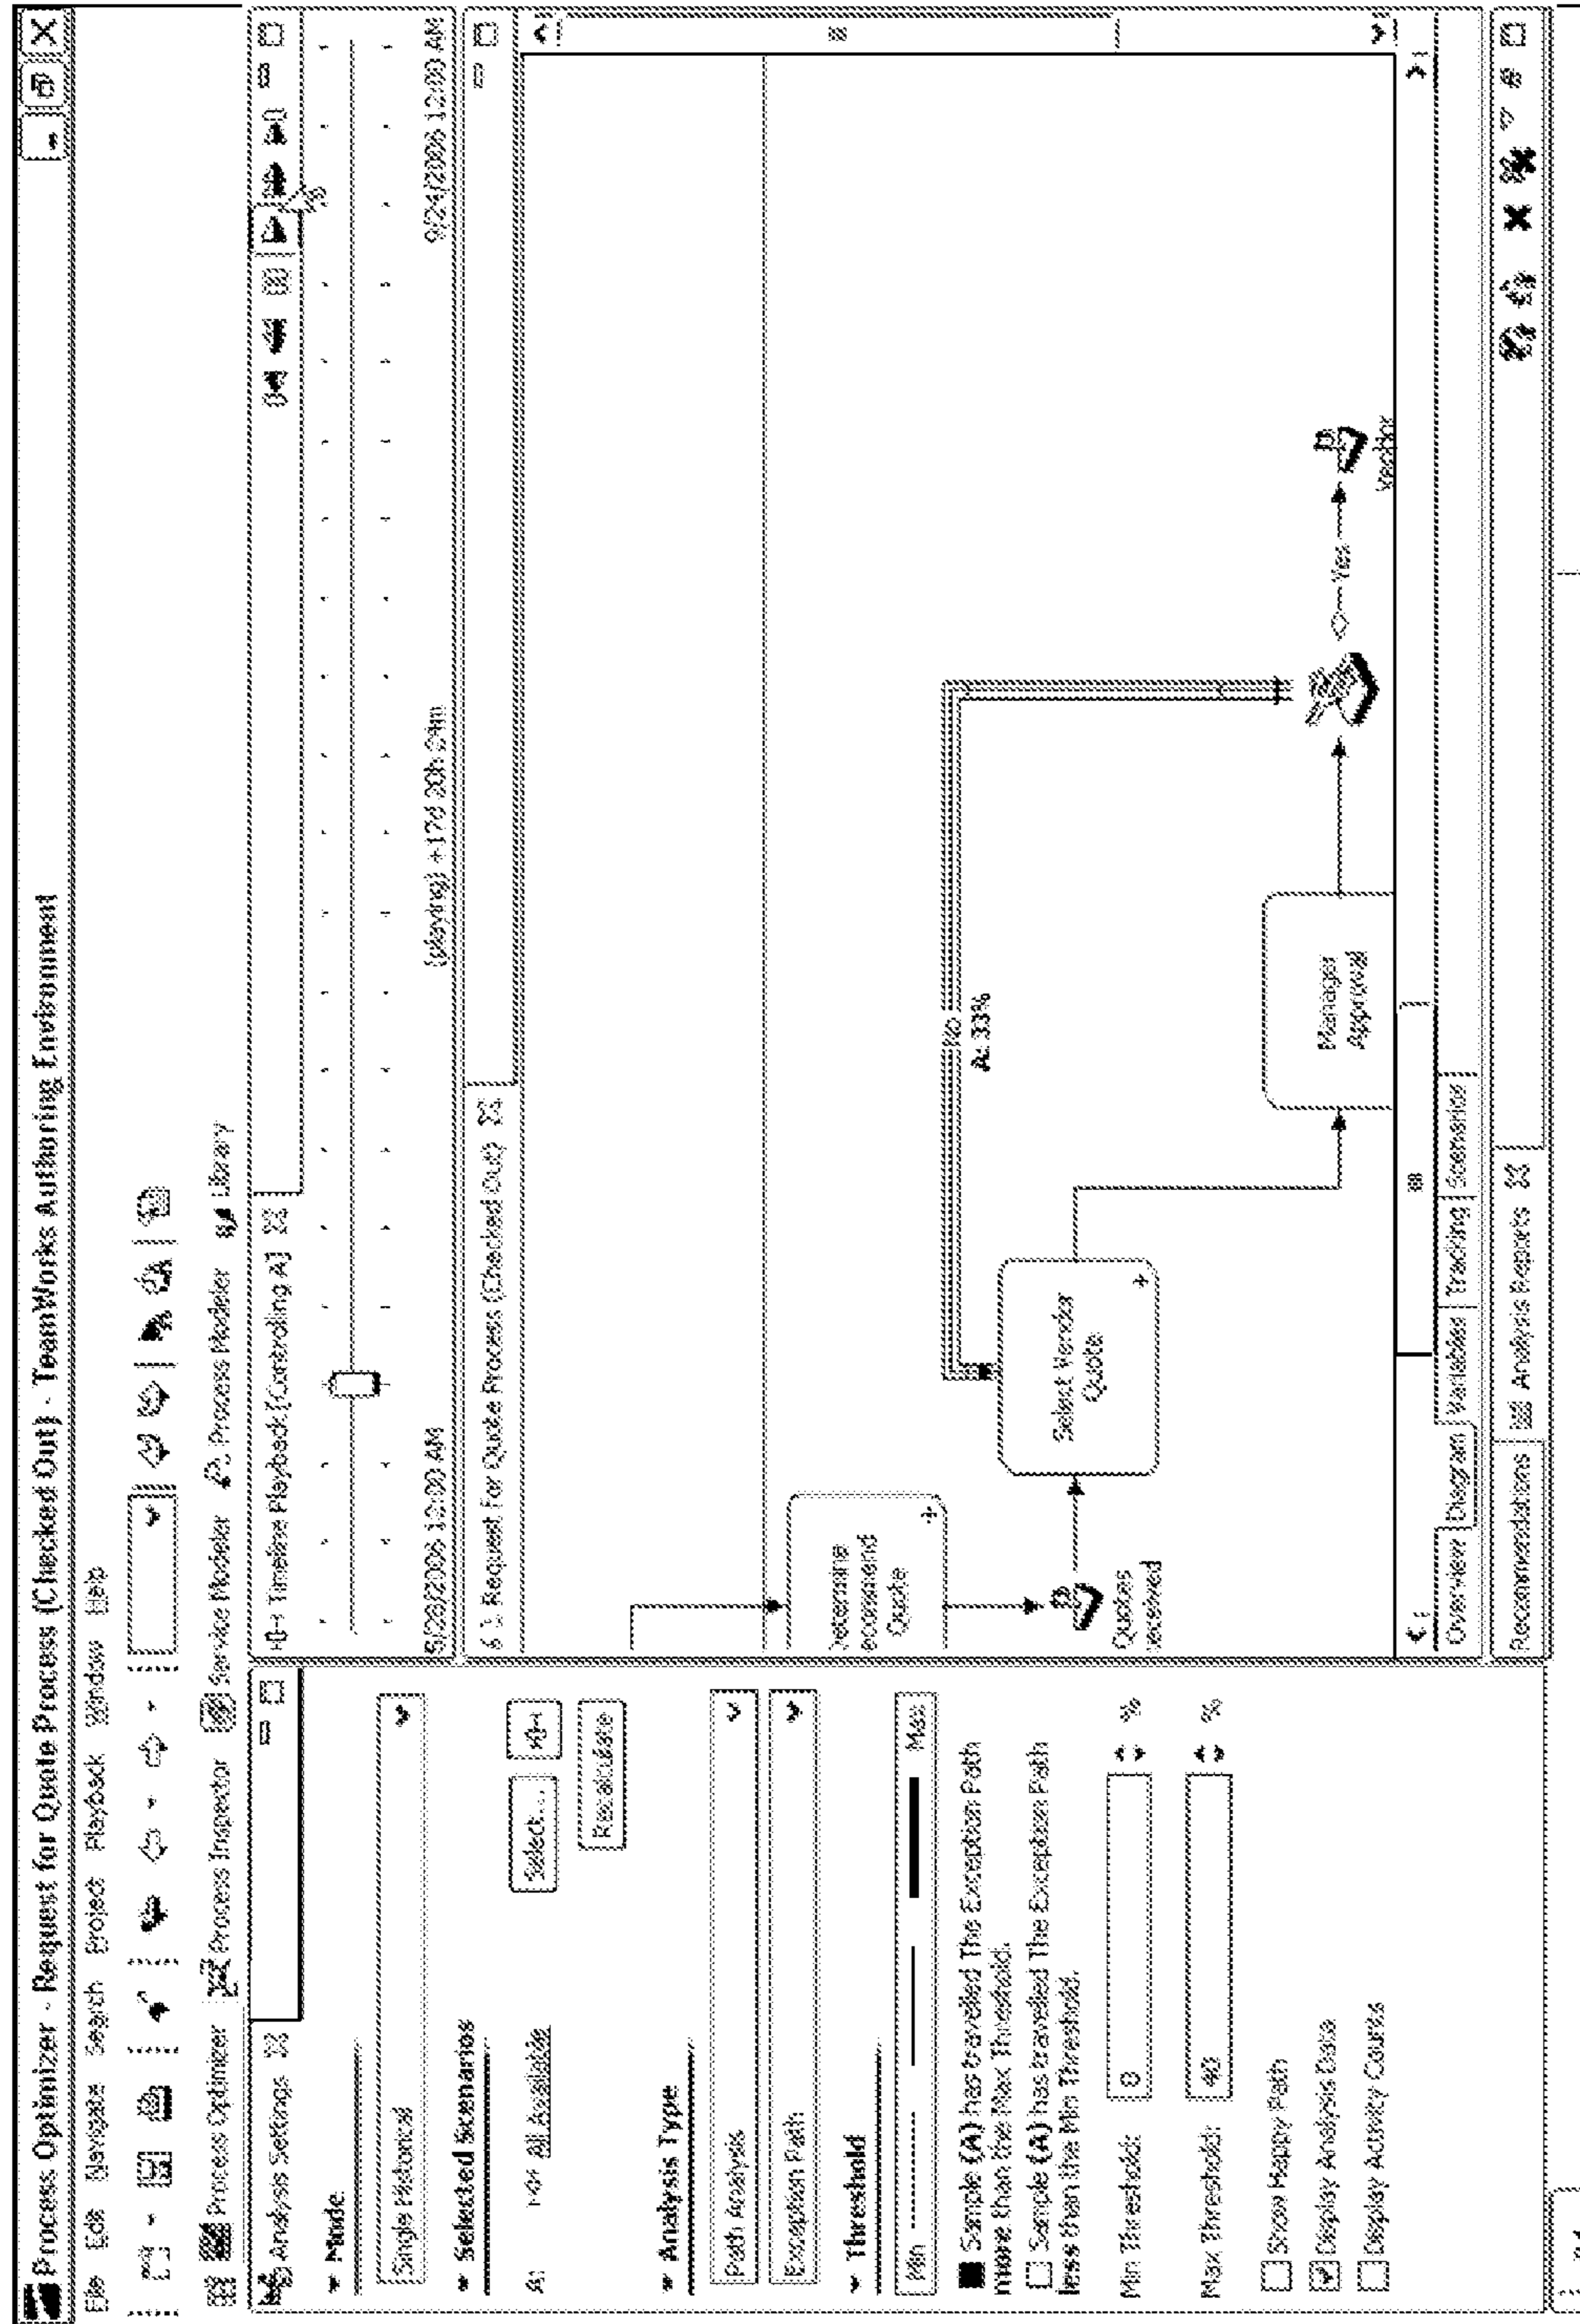 Process Optimizer - Request for Quote Process (Checked Out) - TeamWorks Authoring Environment
File Edit Navigate Search Project Playback Window Help
Process Optimizer Process Inspector Service Modeler Process Modeler Library
Analysis Settings
Mode
Single Historical
Selected Scenarios
A: All Available
Select...
Recalculate
Analysis Type
Path Analysis
Exception Path
Threshold
Min Max
Sample (A) has travelled The Exception Path
more than the Max Threshold.
Sample (A) has travelled The Exception Path
less than the Min Threshold.
Min Threshold: 0 %
Max Threshold: 40 %
Show Happy Path
Display Analysis Data
Display Activity Counts
Timeline Playback [Controlling A]
(playing) +17d 20h 04m
9/24/2006 12:00 AM
Request For Quote Process (Checked Out)
No
A: 33%
Determine
Quote
Quotes
Select Vendor
Quote
Manager
Approval
Yes
Vendor
Overview Diagram Variables Tracking Scenarios
Recommendations Analysis Reports